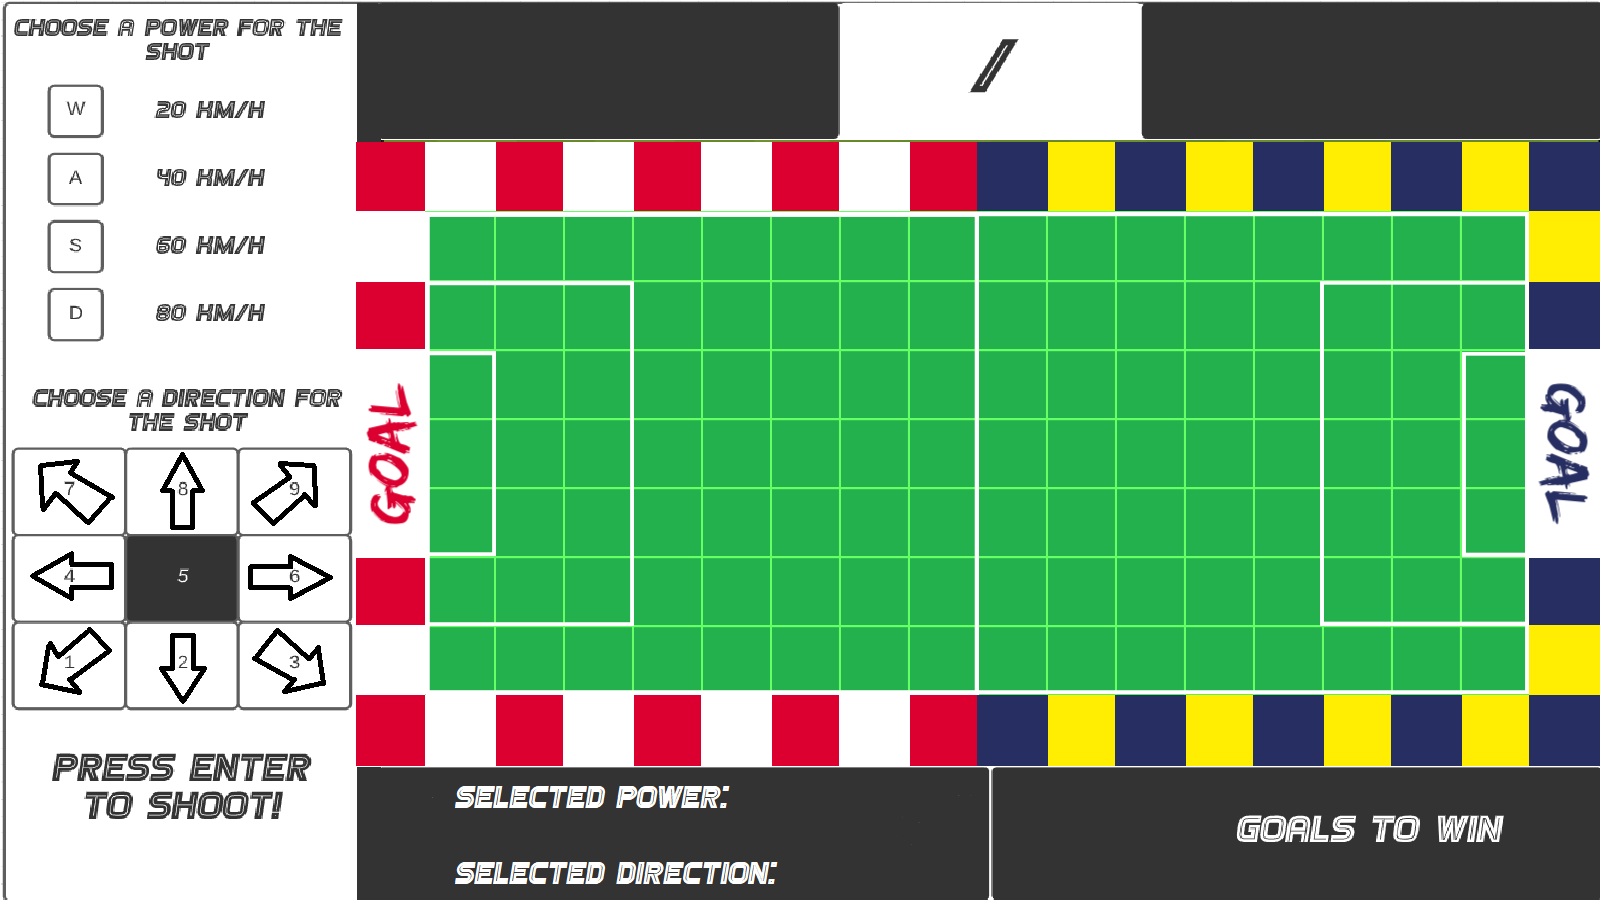 CHOOSE A POWER FOR THE
SHOT
W 20 KM/H
A 40 KM/H
S 60 KM/H
D 80 KM/H
CHOOSE A DIRECTION FOR
THE SHOT
7 8 9
4 5 6
1 2 3
PRESS ENTER
TO SHOOT!
/
GOAL
GOAL
SELECTED POWER:
SELECTED DIRECTION:
GOALS TO WIN